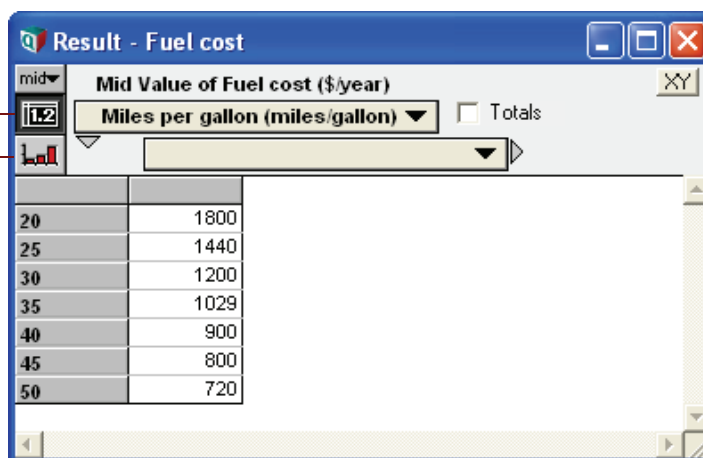 Result - Fuel cost
mid
Mid Value of Fuel cost ($/year)
XY
1.2
Miles per gallon (miles/gallon)
Totals
20 1800
25 1440
30 1200
35 1029
40 900
45 800
50 720